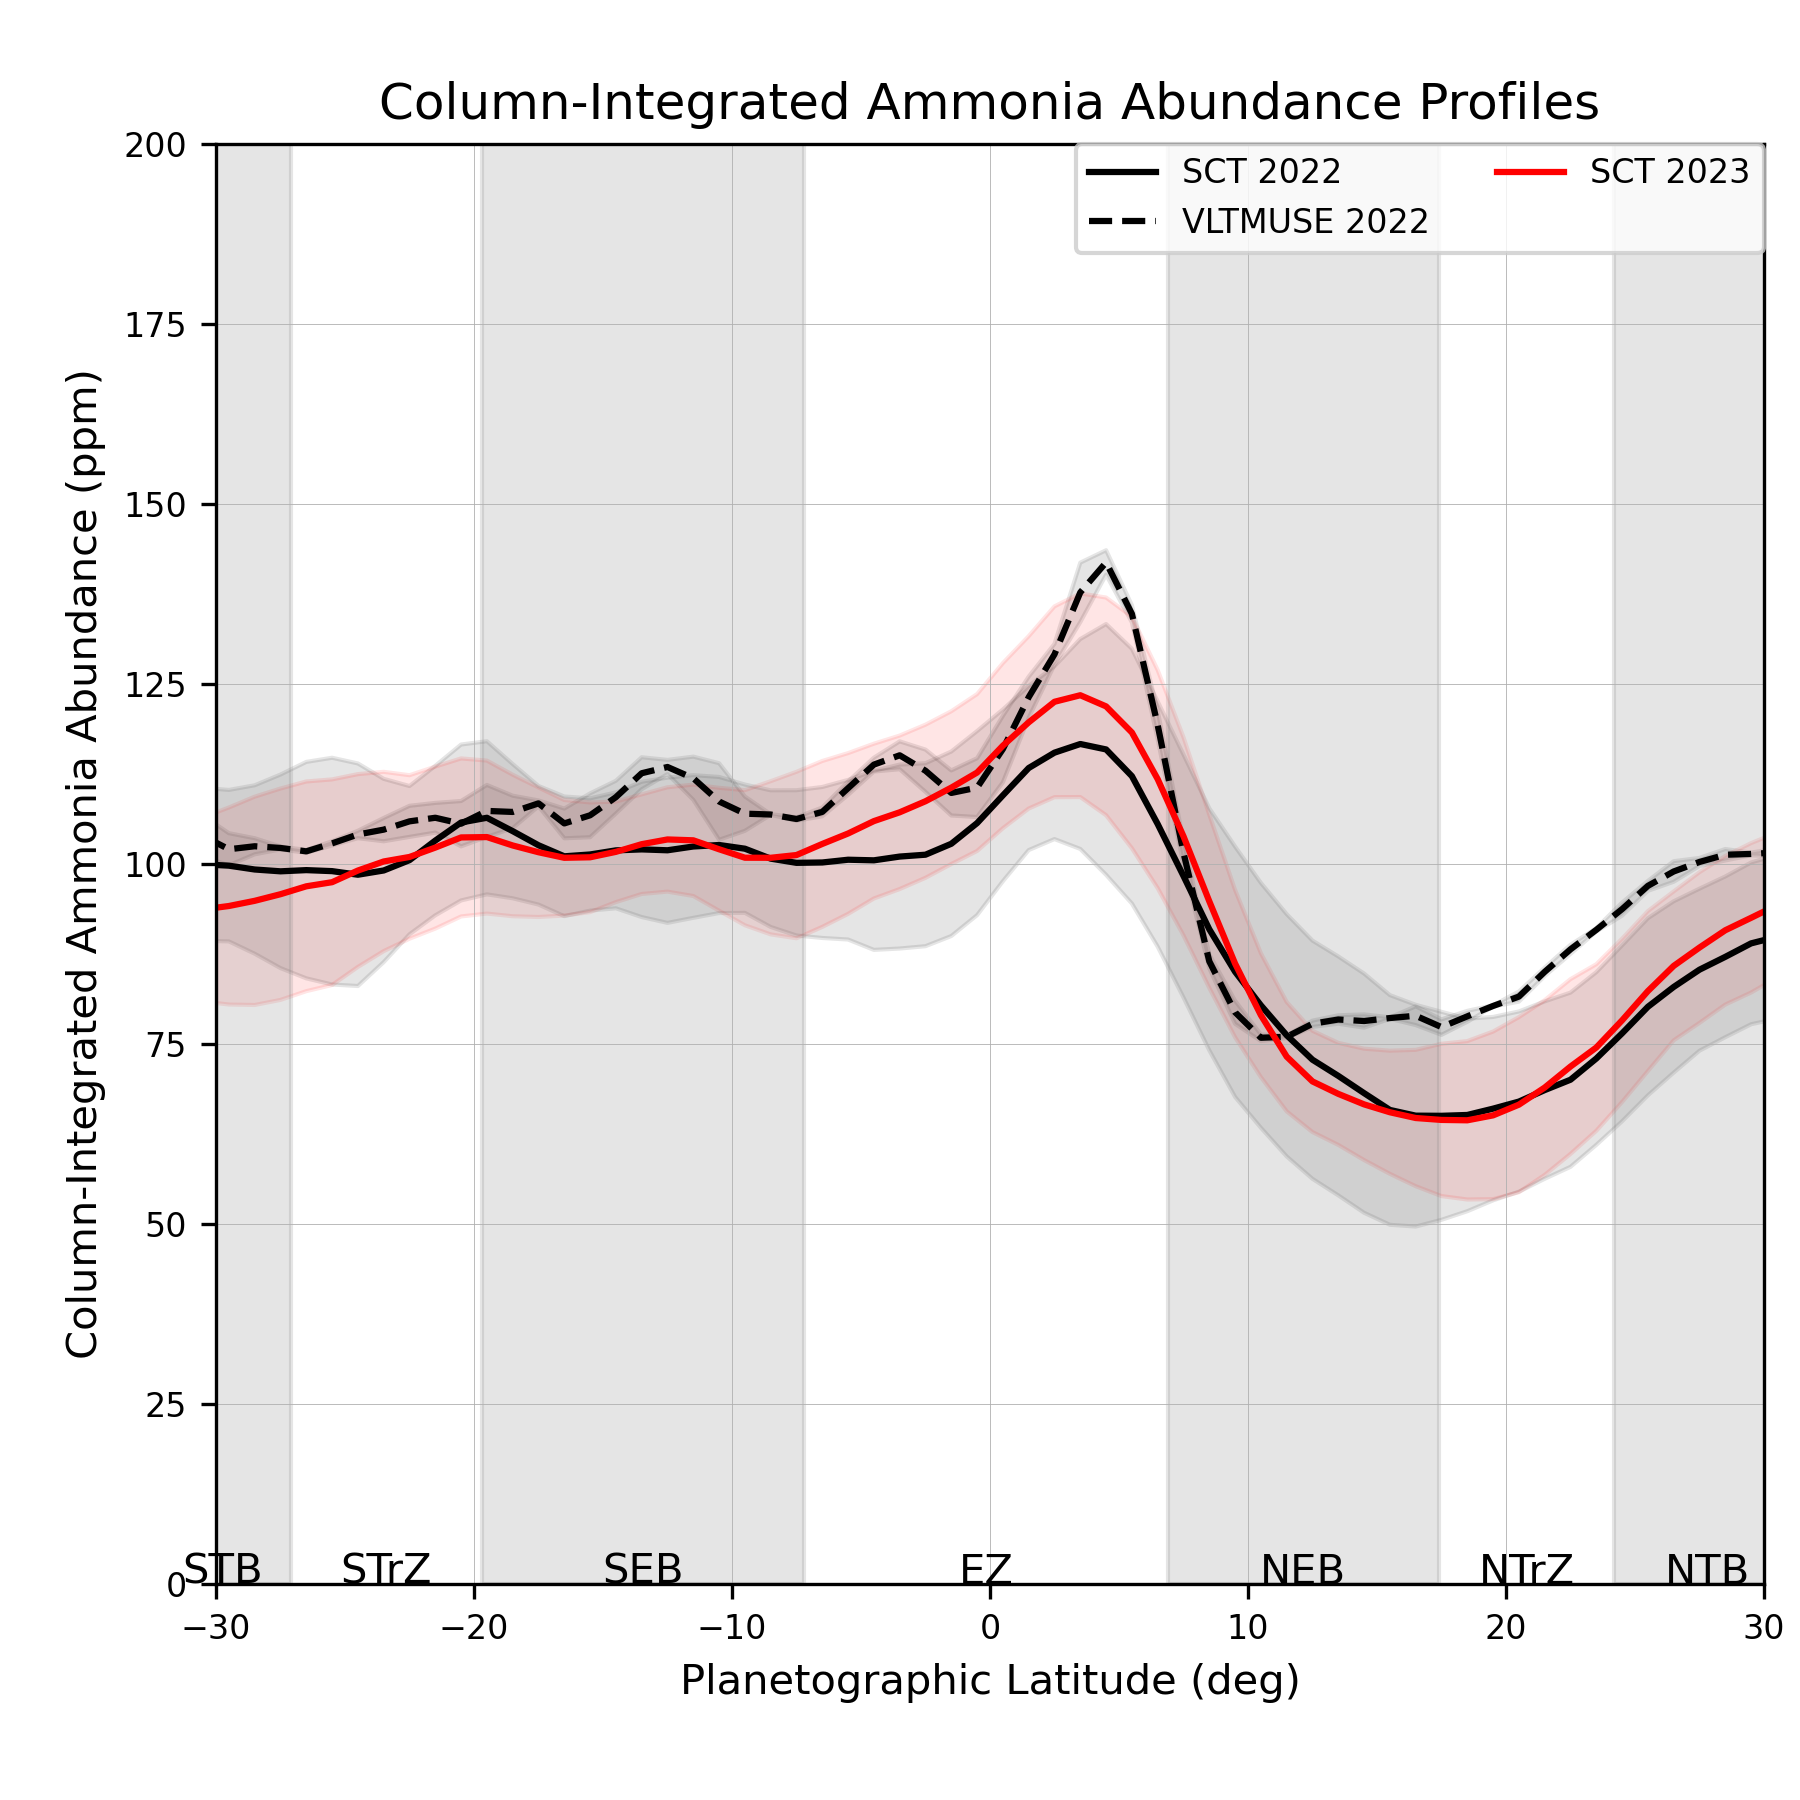 Column-Integrated Ammonia Abundance Profiles
SCT 2022
VLTMUSE 2022
SCT 2023
Column-Integrated Ammonia Abundance (ppm)
200
175
150
125
100
75
50
25
0
STB STrZ SEB EZ NEB NTrZ NTB
−30 −20 −10 0 10 20 30
Planetographic Latitude (deg)